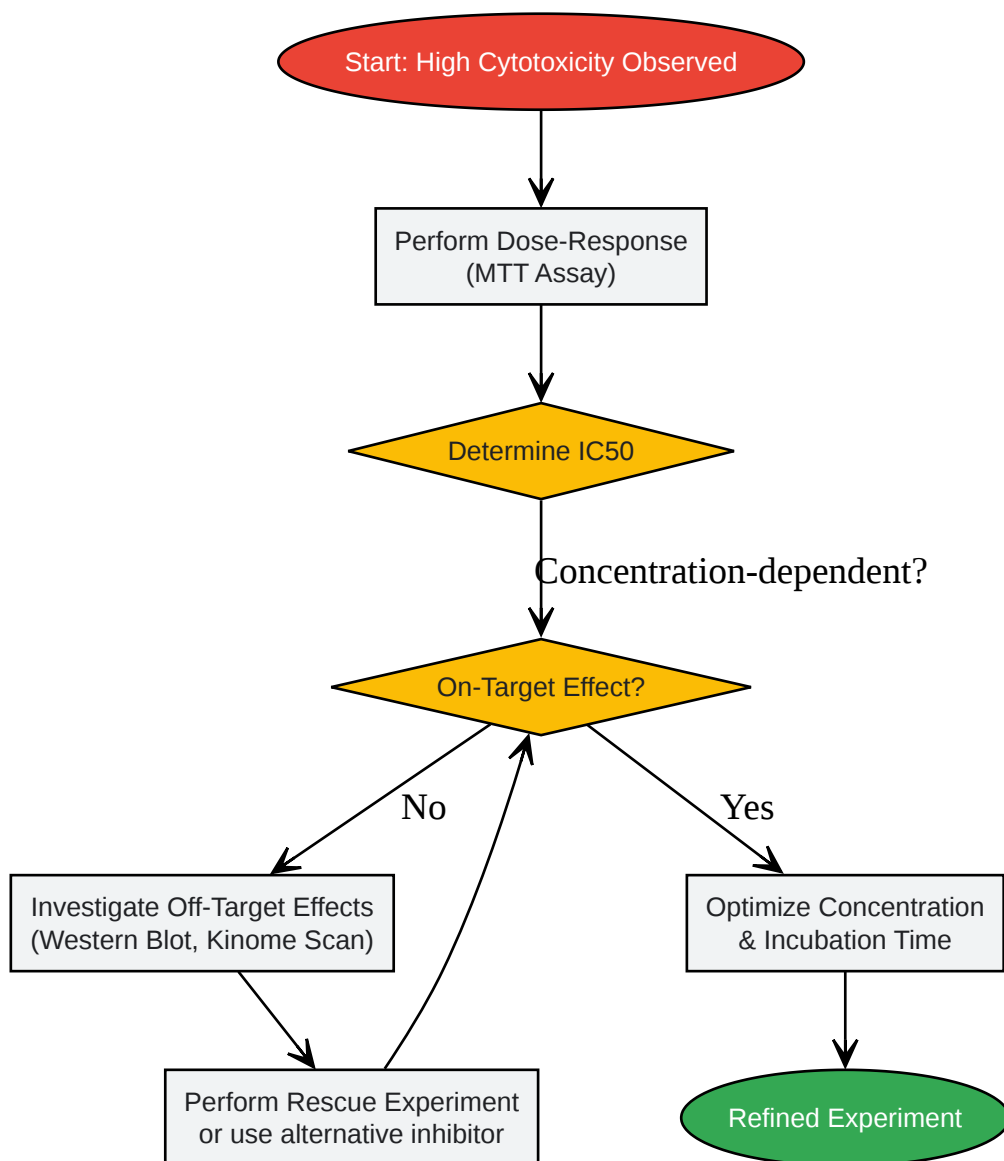 Start: High Cytotoxicity Observed
Perform Dose-Response
(MTT Assay)
Determine IC50
Concentration-dependent?
On-Target Effect?
No
Yes
Investigate Off-Target Effects
(Western Blot, Kinome Scan)
Optimize Concentration
& Incubation Time
Perform Rescue Experiment
or use alternative inhibitor
Refined Experiment